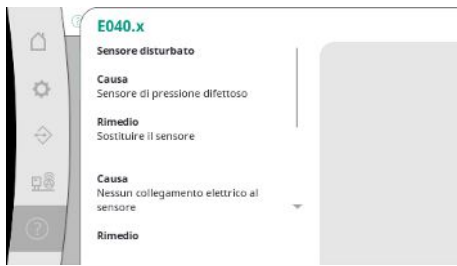 E040.x
Sensore disturbato
Causa
Sensore di pressione difettoso
Rimedio
Sostituire il sensore
Causa
Nessun collegamento elettrico al
sensore
Rimedio